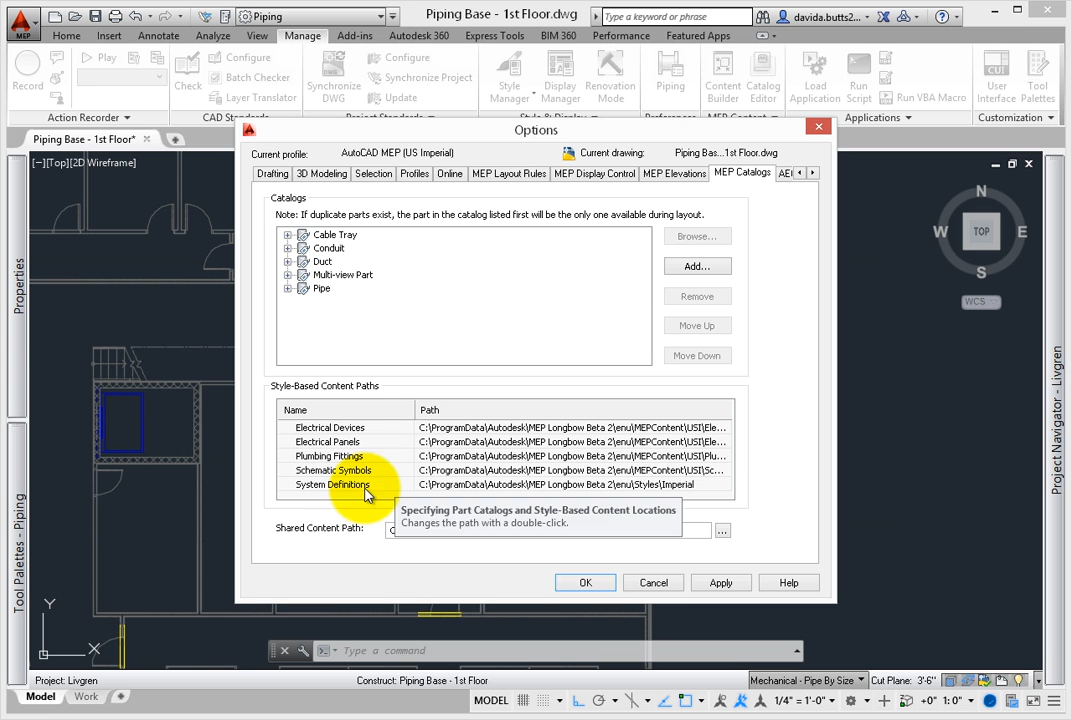 MEP
Piping
Piping Base - 1st Floor.dwg
Type a keyword or phrase
davida.butts2...
Home Insert Annotate Analyze View Manage Add-ins Autodesk 360 Express Tools BIM 360 Performance Featured Apps
Record
Play
Action Recorder
Check
Configure
Batch Checker
Layer Translator
CAD Standards
Synchronize
DWG
Configure
Synchronize Project
Update
Style
Manager
Display
Manager
Renovation
Mode
Piping
Content
Builder
Catalog
Editor
Load
Application
Run
Script
Run VBA Macro
Applications
CUI
User
Interface
Tool
Palettes
Customization
Piping Base - 1st Floor*
[−][Top][2D Wireframe]
Properties
Tool Palettes - Piping
Project Navigator - Livgren
N
W TOP E
S
WCS
Options
Current profile: AutoCAD MEP (US Imperial) Current drawing: Piping Bas...1st Floor.dwg
Drafting 3D Modeling Selection Profiles Online MEP Layout Rules MEP Display Control MEP Elevations MEP Catalogs AE
Catalogs
Note: If duplicate parts exist, the part in the catalog listed first will be the only one available during layout.
Cable Tray
Conduit
Duct
Multi-view Part
Pipe
Browse...
Add...
Remove
Move Up
Move Down
Style-Based Content Paths
Name Path
Electrical Devices C:\ProgramData\Autodesk\MEP Longbow Beta 2\enu\MEPContent\USI\Ele...
Electrical Panels C:\ProgramData\Autodesk\MEP Longbow Beta 2\enu\MEPContent\USI\Ele...
Plumbing Fittings C:\ProgramData\Autodesk\MEP Longbow Beta 2\enu\MEPContent\USI\Plu...
Schematic Symbols C:\ProgramData\Autodesk\MEP Longbow Beta 2\enu\MEPContent\USI\Sc...
System Definitions C:\ProgramData\Autodesk\MEP Longbow Beta 2\enu\Styles\Imperial
Specifying Part Catalogs and Style-Based Content Locations
Changes the path with a double-click.
Shared Content Path:
...
OK Cancel Apply Help
Y
X
Type a command
Project: Livgren Construct: Piping Base - 1st Floor Mechanical - Pipe By Size Cut Plane: 3'-6"
Model Work
MODEL 1/4" = 1'-0" +0" 1:0